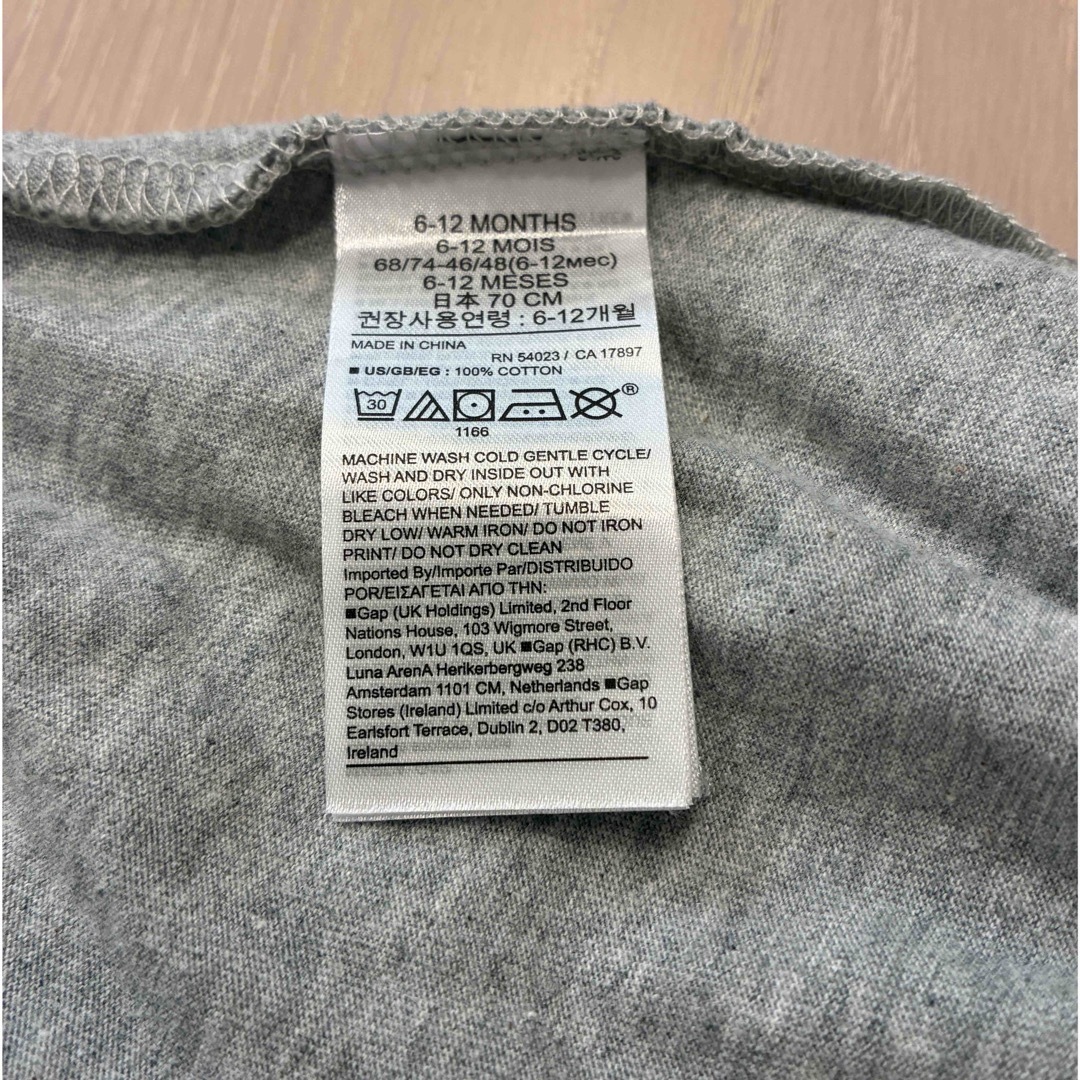 6-12 MONTHS
6-12 MOIS
68/74-46/48(6-12мес)
6-12 MESES
日本 70 CM
권장사용연령 : 6-12개월
MADE IN CHINA
RN 54023 / CA 17897
■ US/GB/EG : 100% COTTON
30
®
1166
MACHINE WASH COLD GENTLE CYCLE/
WASH AND DRY INSIDE OUT WITH
LIKE COLORS/ ONLY NON-CHLORINE
BLEACH WHEN NEEDED/ TUMBLE
DRY LOW/ WARM IRON/ DO NOT IRON
PRINT/ DO NOT DRY CLEAN
Imported By/Importe Par/DISTRIBUIDO
POR/ΕΙΣΑΓΕΤΑΙ ΑΠΟ ΤΗΝ:
■Gap (UK Holdings) Limited, 2nd Floor
Nations House, 103 Wigmore Street,
London, W1U 1QS, UK ■Gap (RHC) B.V.
Luna ArenA Herikerbergweg 238
Amsterdam 1101 CM, Netherlands ■Gap
Stores (Ireland) Limited c/o Arthur Cox, 10
Earlsfort Terrace, Dublin 2, D02 T380,
Ireland